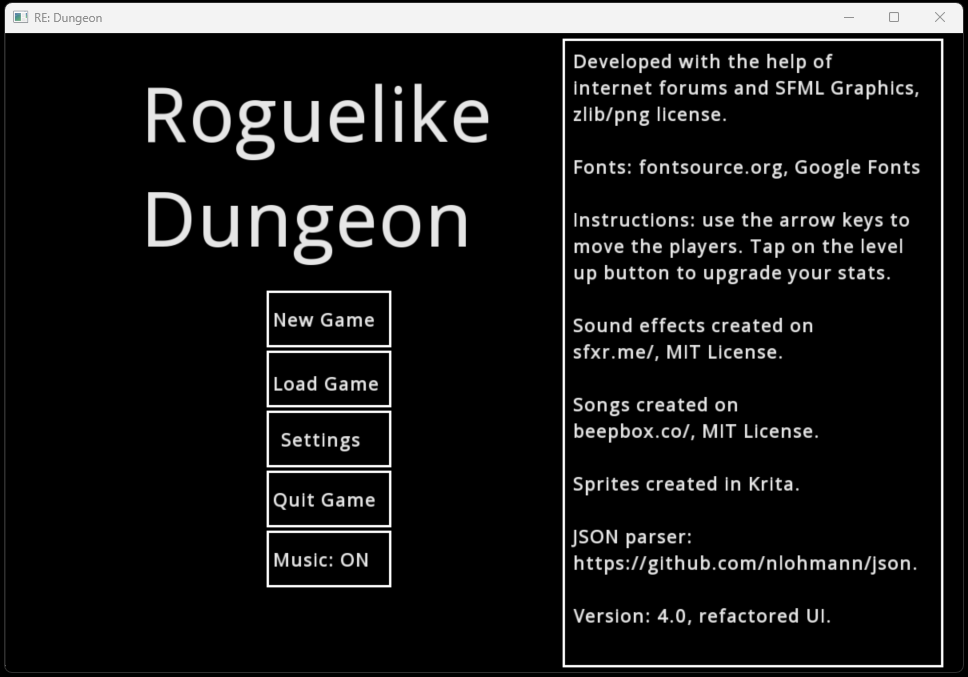 RE: Dungeon
Roguelike
Dungeon
New Game
Load Game
Settings
Quit Game
Music: ON
Developed with the help of
internet forums and SFML Graphics,
zlib/png license.
Fonts: fontsource.org, Google Fonts
Instructions: use the arrow keys to
move the players. Tap on the level
up button to upgrade your stats.
Sound effects created on
sfxr.me/, MIT License.
Songs created on
beepbox.co/, MIT License.
Sprites created in Krita.
JSON parser:
https://github.com/nlohmann/json.
Version: 4.0, refactored UI.